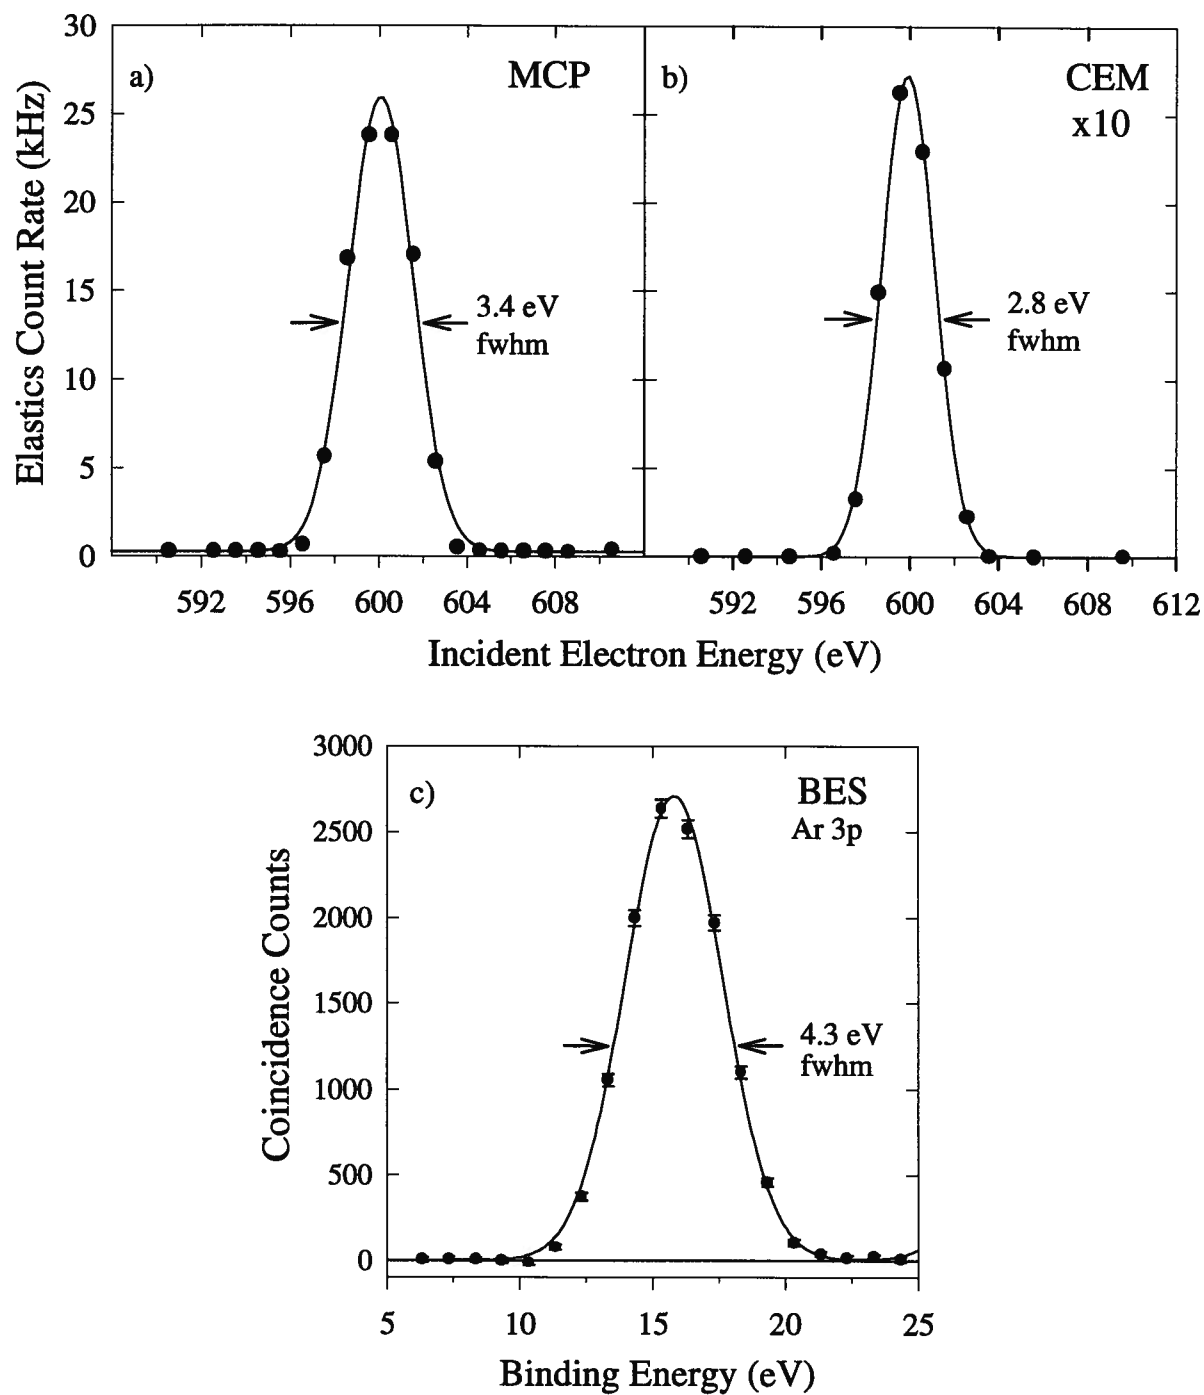 a)
MCP
b)
CEM
x10
30
25
20
15
10
5
0
Elastics Count Rate (kHz)
3.4 eV
fwhm
2.8 eV
fwhm
592 596 600 604 608
592 596 600 604 608 612
Incident Electron Energy (eV)
c)
BES
Ar 3p
3000
2500
2000
1500
1000
500
0
Coincidence Counts
4.3 eV
fwhm
5 10 15 20 25
Binding Energy (eV)